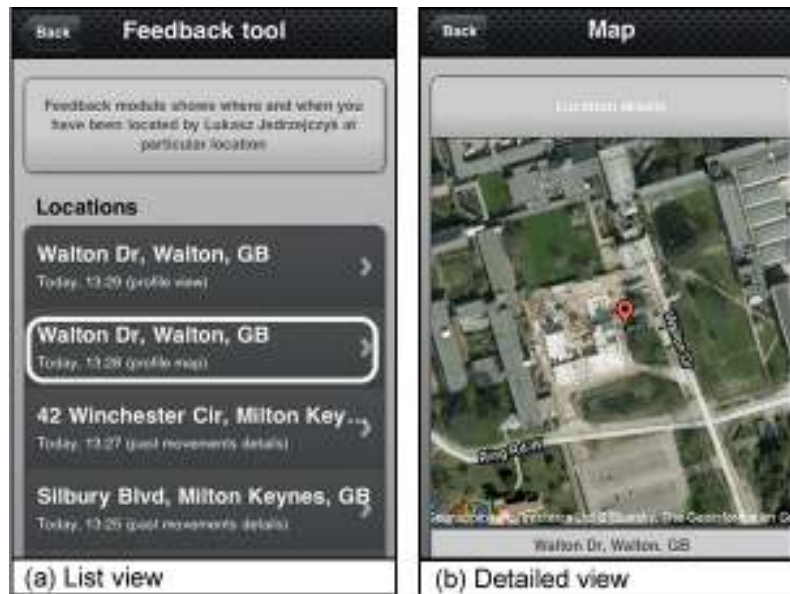 Back
Feedback tool
Feedback module shows where and when you
have been located by Lukasz Jedrzejczyk at
particular location
Locations
Walton Dr, Walton, GB
Today, 13:29 (profile view)
Walton Dr, Walton, GB
Today, 13:28 (profile map)
42 Winchester Cir, Milton Key...
Today, 13:27 (past movements details)
Silbury Blvd, Milton Keynes, GB
Today, 13:25 (past movements details)
(a) List view
Back
Map
Location details
Walton Dr
Ring Rd
Walton Dr, Walton, GB
(b) Detailed view